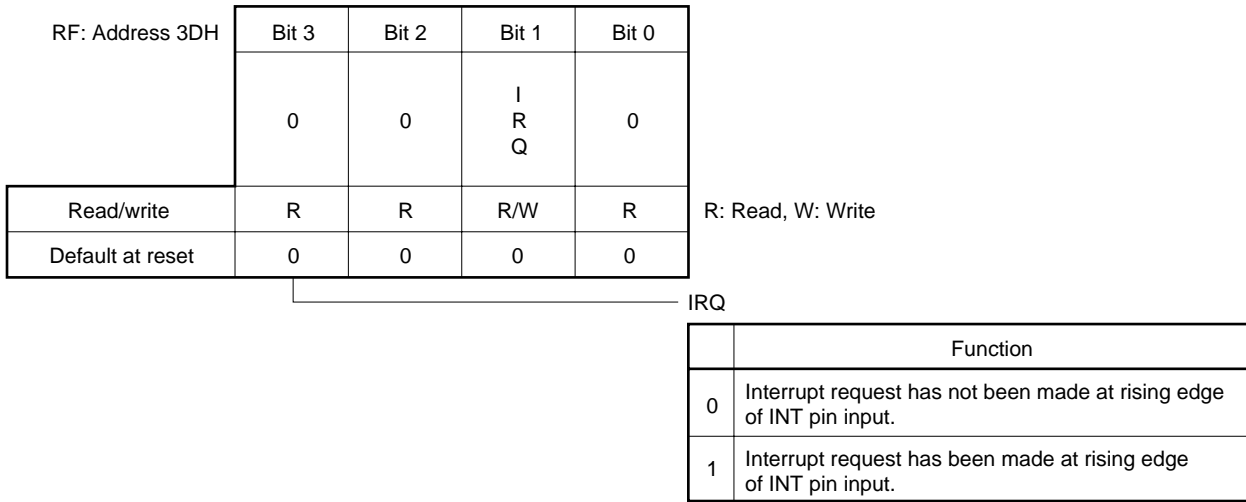 RF: Address 3DH Bit 3 Bit 2 Bit 1 Bit 0
0 0 I R Q 0
Read/write R R R/W R R: Read, W: Write
Default at reset 0 0 0 0
IRQ
Function
0 Interrupt request has not been made at rising edge
of INT pin input.
1 Interrupt request has been made at rising edge
of INT pin input.